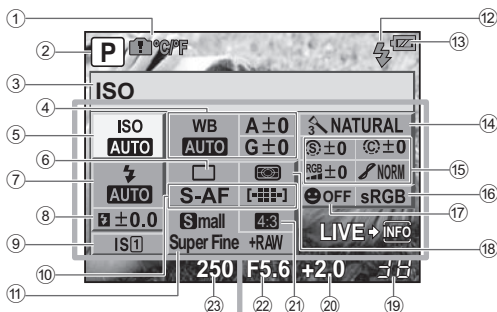 ① ② ③ ④ ⑤ ⑥ ⑦ ⑧ ⑨ ⑩ ⑪ ⑫ ⑬ ⑭ ⑮ ⑯ ⑰ ⑱ ⑲ ⑳ ㉑ ㉒ ㉓
P °C/°F
ISO
ISO WB A±0 3 NATURAL
AUTO AUTO G±0 S ±0 C ±0
AUTO RGB ±0 NORM
±0.0 S-AF OFF sRGB
IS1 Small 4:3 LIVE INFO
Super Fine +RAW
250 F5.6 +2.0 38